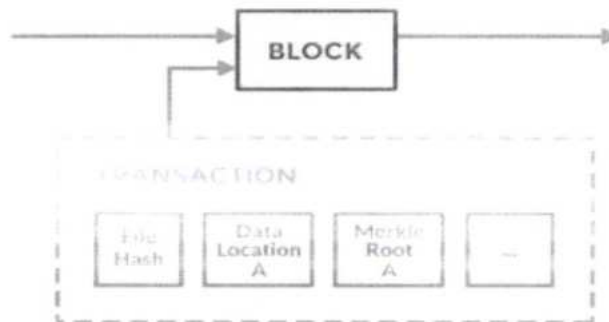 BLOCK
TRANSACTION
File
Hash
Data
Location
A
Merkle
Root
A
...